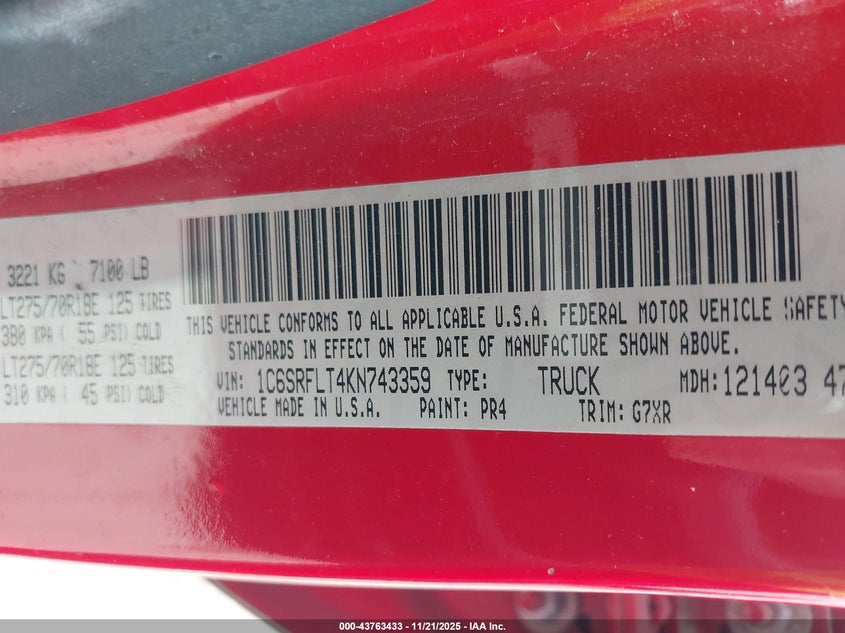 3221 KG 7100 LB
LT275/70R18E 125 TIRES
380 KPA ( 55 PSI) COLD
LT275/70R18E 125 TIRES
310 KPA ( 45 PSI) COLD
THIS VEHICLE CONFORMS TO ALL APPLICABLE U.S.A. FEDERAL MOTOR VEHICLE SAFETY
STANDARDS IN EFFECT ON THE DATE OF MANUFACTURE SHOWN ABOVE.
VIN: 1C6SRFLT4KN743359 TYPE: TRUCK MDH: 121403 47
VEHICLE MADE IN U.S.A. PAINT: PR4 TRIM: G7XR
000-43763433 - 11/21/2025 - IAA Inc.